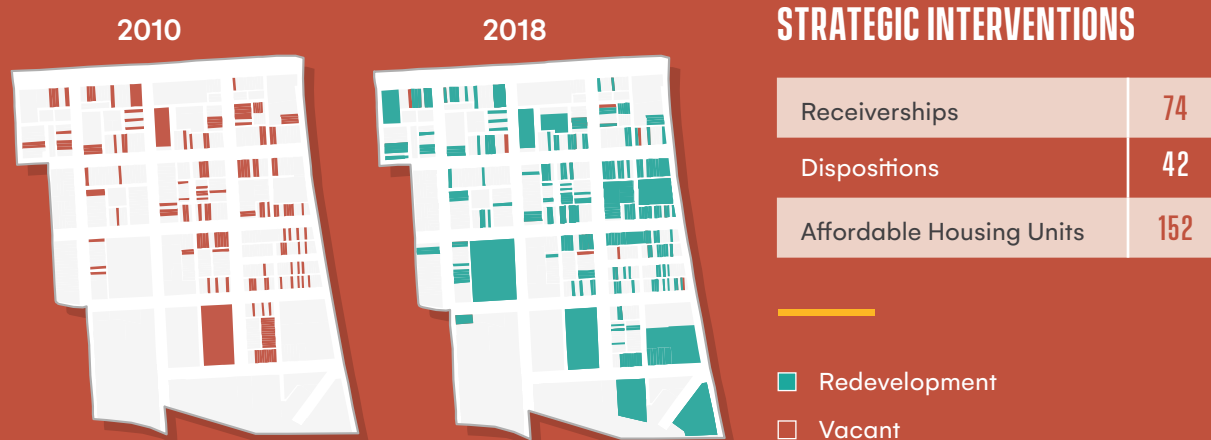 2010
2018
STRATEGIC INTERVENTIONS
Receiverships 74
Dispositions 42
Affordable Housing Units 152
Redevelopment
Vacant